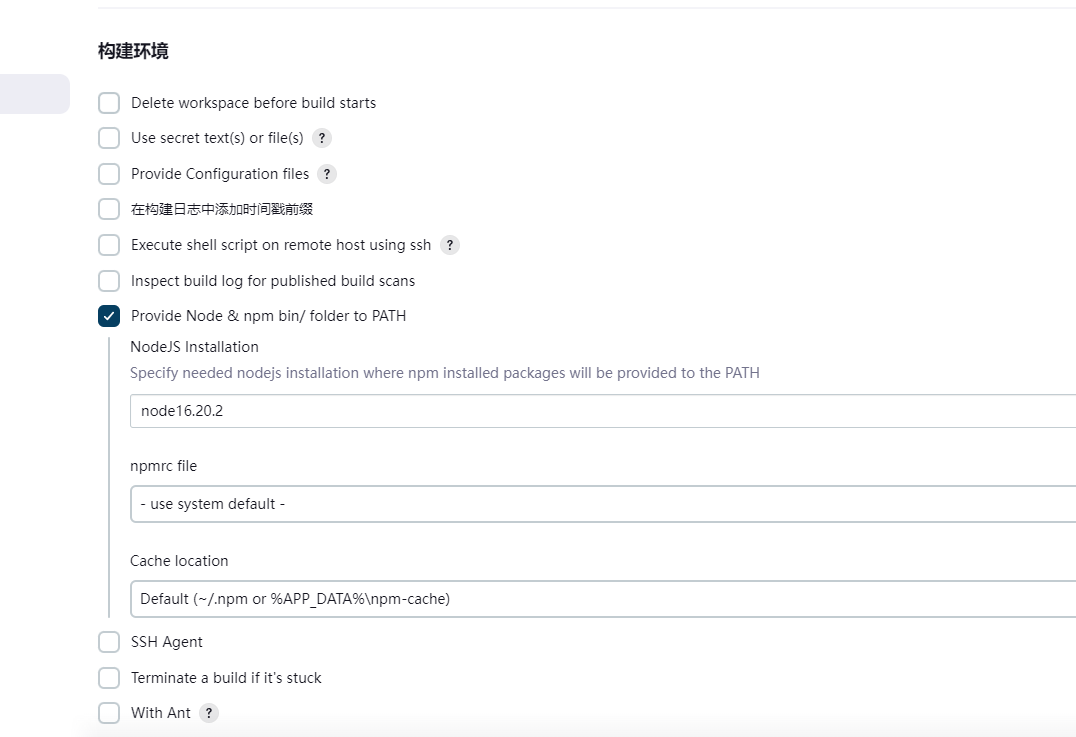 构建环境
Delete workspace before build starts
Use secret text(s) or file(s) ?
Provide Configuration files ?
在构建日志中添加时间戳前缀
Execute shell script on remote host using ssh ?
Inspect build log for published build scans
Provide Node & npm bin/ folder to PATH
NodeJS Installation
Specify needed nodejs installation where npm installed packages will be provided to the PATH
node16.20.2
npmrc file
- use system default -
Cache location
Default (~/.npm or %APP_DATA%\npm-cache)
SSH Agent
Terminate a build if it's stuck
With Ant ?